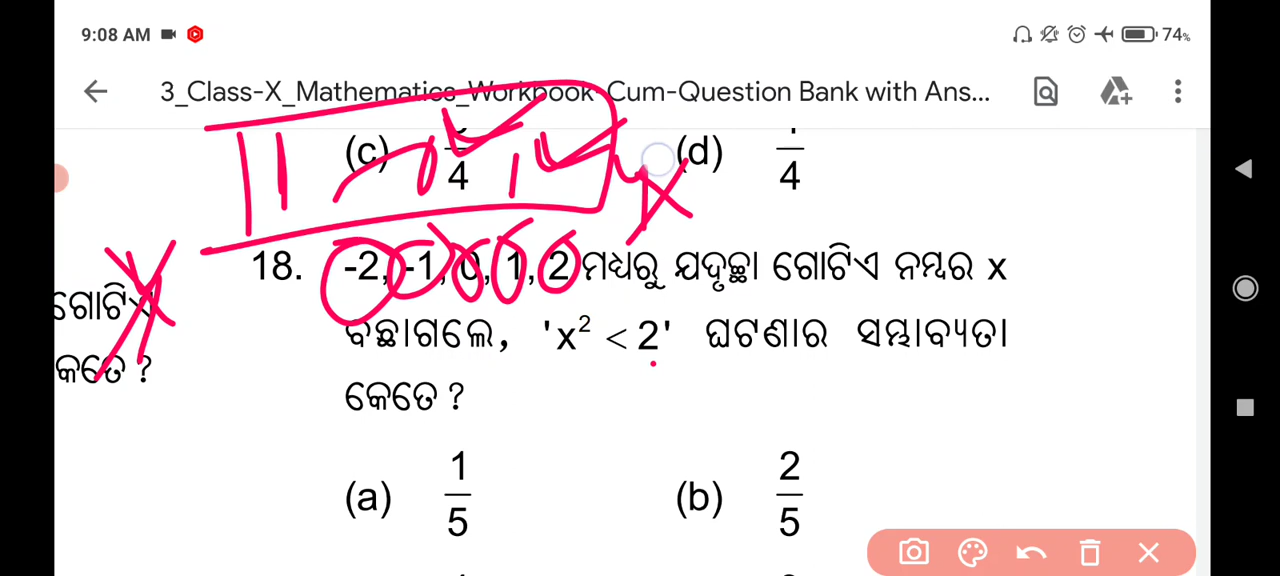 9:08 AM 74%
3_Class-X_Mathematics_Workbook-Cum-Question Bank with Ans...
(c) 4 (d) 1/4
18. -2, -1, 0, 1, 2 ମଧ୍ୟରୁ ଯଦୃଚ୍ଛା ଗୋଟିଏ ନମ୍ବର x
ଗୋଟିଏ
ବଛାଗଲେ, 'x² < 2' ଘଟଣାର ସମ୍ଭାବ୍ୟତା
କେତେ ?
କେତେ ?
(a) 1/5 (b) 2/5